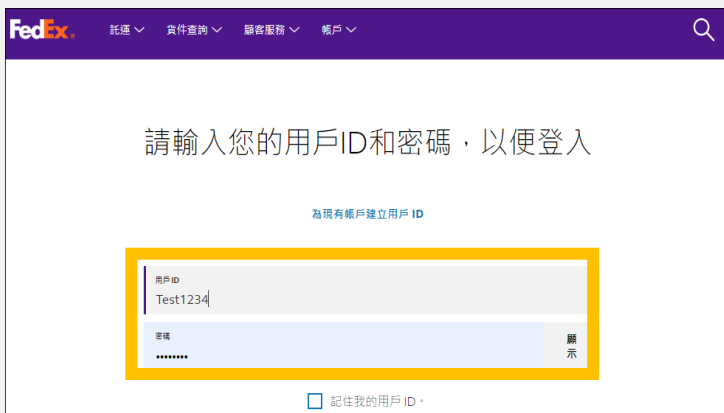 FedEx.
託運
貨件查詢
顧客服務
帳戶
請輸入您的用戶ID和密碼，以便登入
為現有帳戶建立用戶 ID
用戶 ID
Test1234
密碼
••••••••
顯示
記住我的用戶 ID。